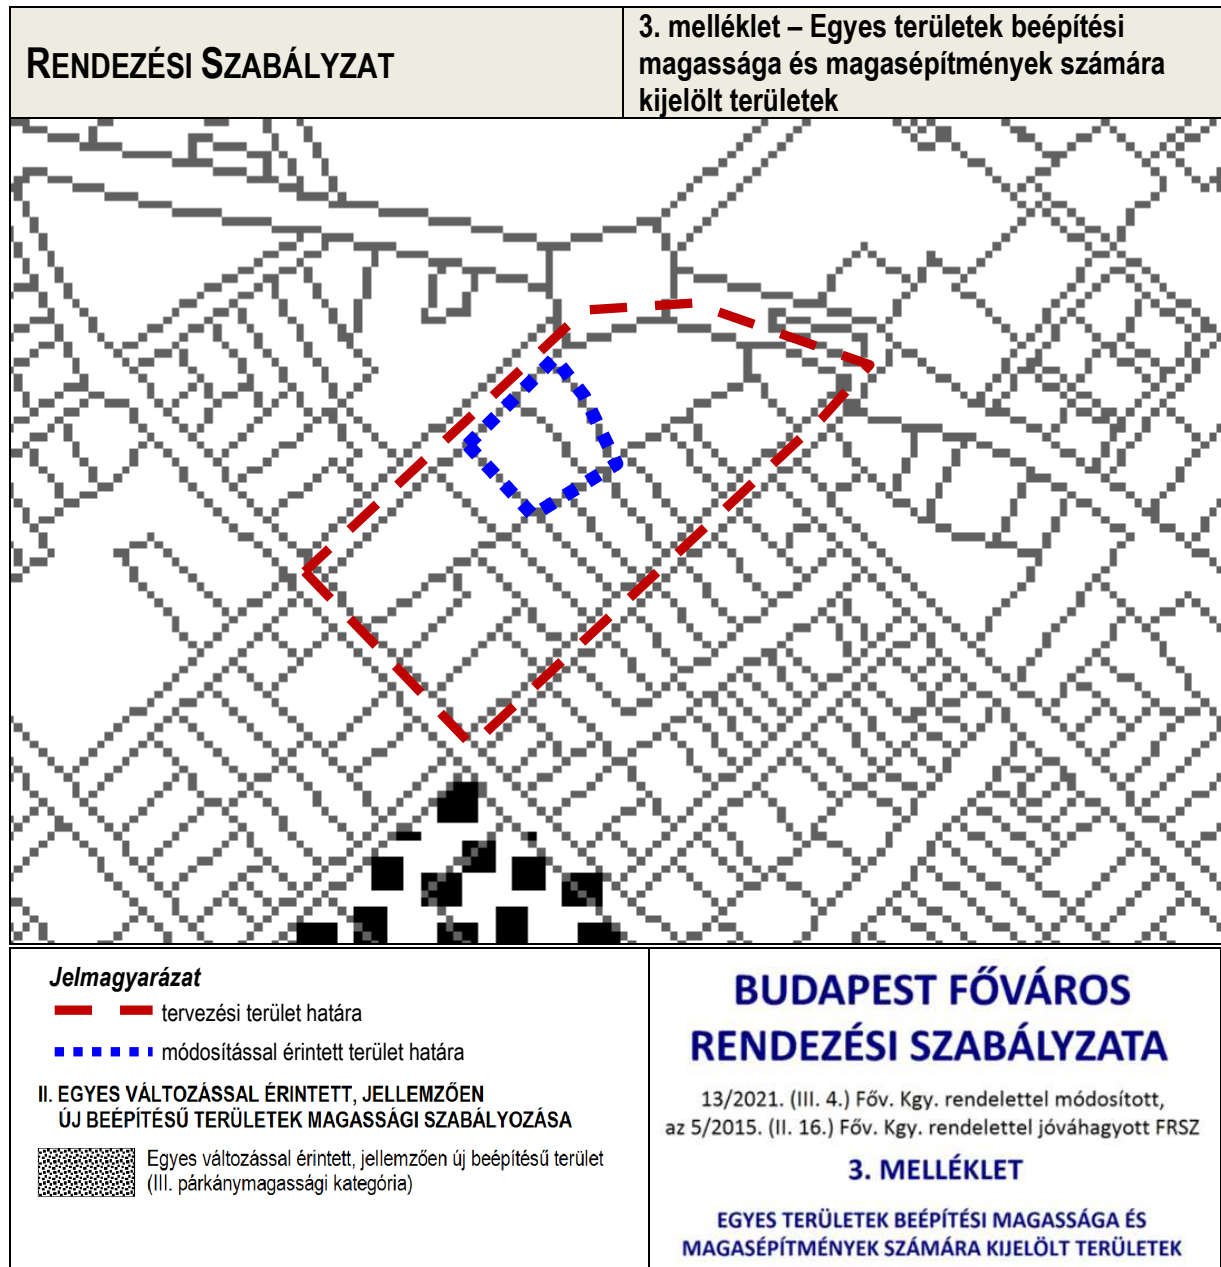 RENDEZÉSI SZABÁLYZAT
3. melléklet – Egyes területek beépítési
magassága és magasépítmények számára
kijelölt területek
Jelmagyarázat
tervezési terület határa
módosítással érintett terület határa
II. EGYES VÁLTOZÁSSAL ÉRINTETT, JELLEMZŐEN
ÚJ BEÉPÍTÉSŰ TERÜLETEK MAGASSÁGI SZABÁLYOZÁSA
Egyes változással érintett, jellemzően új beépítésű terület
(III. párkánymagassági kategória)
BUDAPEST FŐVÁROS
RENDEZÉSI SZABÁLYZATA
13/2021. (III. 4.) Főv. Kgy. rendelettel módosított,
az 5/2015. (II. 16.) Főv. Kgy. rendelettel jóváhagyott FRSZ
3. MELLÉKLET
EGYES TERÜLETEK BEÉPÍTÉSI MAGASSÁGA ÉS
MAGASÉPÍTMÉNYEK SZÁMÁRA KIJELÖLT TERÜLETEK